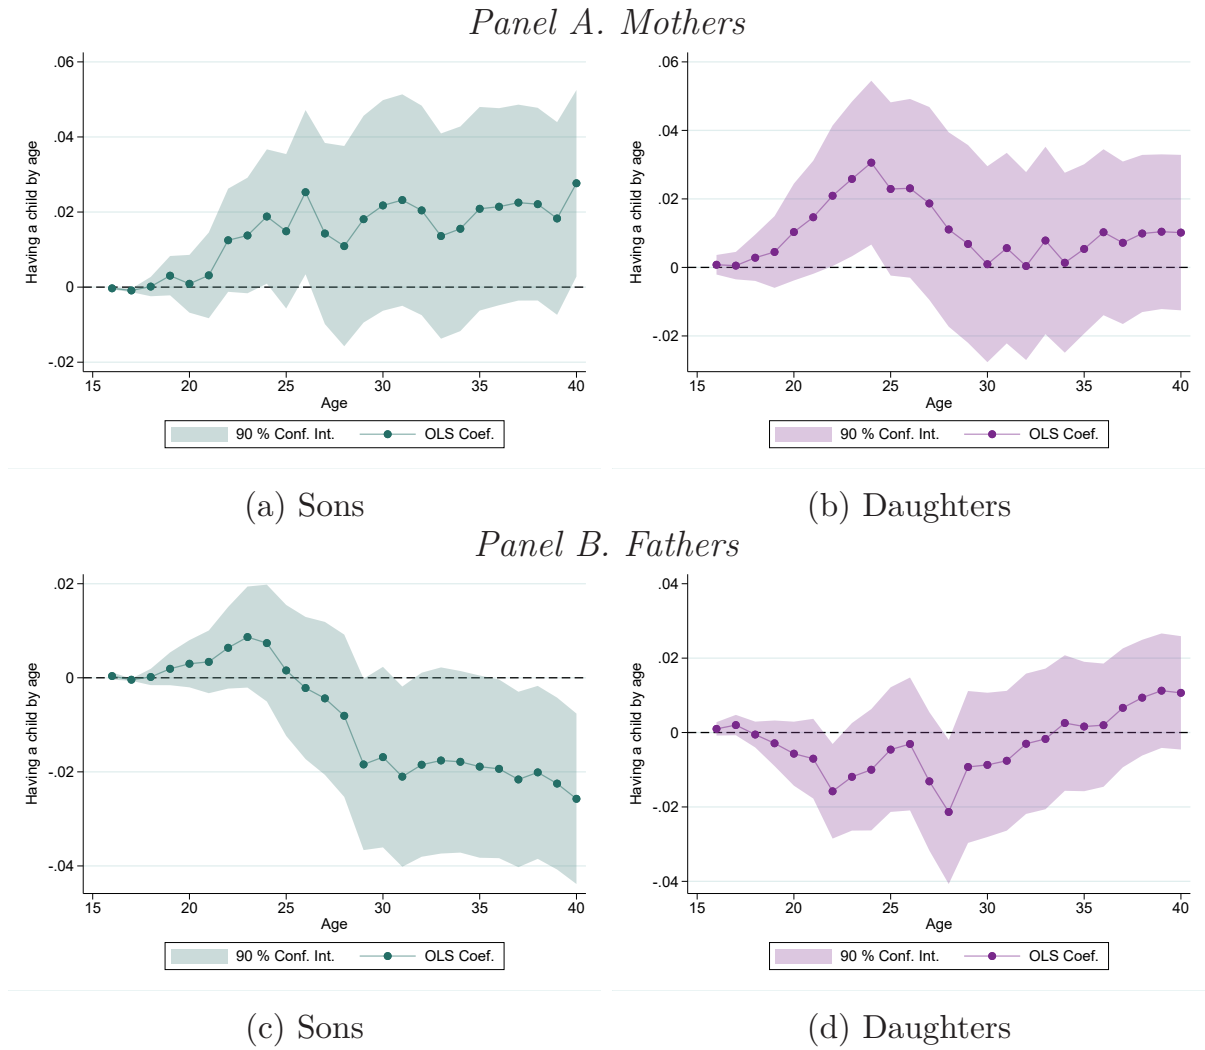 Panel A. Mothers
Having a child by age
.06
.04
.02
0
-.02
15 20 25 30 35 40
Age
90 % Conf. Int. OLS Coef.
(a) Sons
Having a child by age
.06
.04
.02
0
-.02
15 20 25 30 35 40
Age
90 % Conf. Int. OLS Coef.
(b) Daughters
Panel B. Fathers
Having a child by age
.02
0
-.02
-.04
15 20 25 30 35 40
Age
90 % Conf. Int. OLS Coef.
(c) Sons
Having a child by age
.04
.02
0
-.02
-.04
15 20 25 30 35 40
Age
90 % Conf. Int. OLS Coef.
(d) Daughters